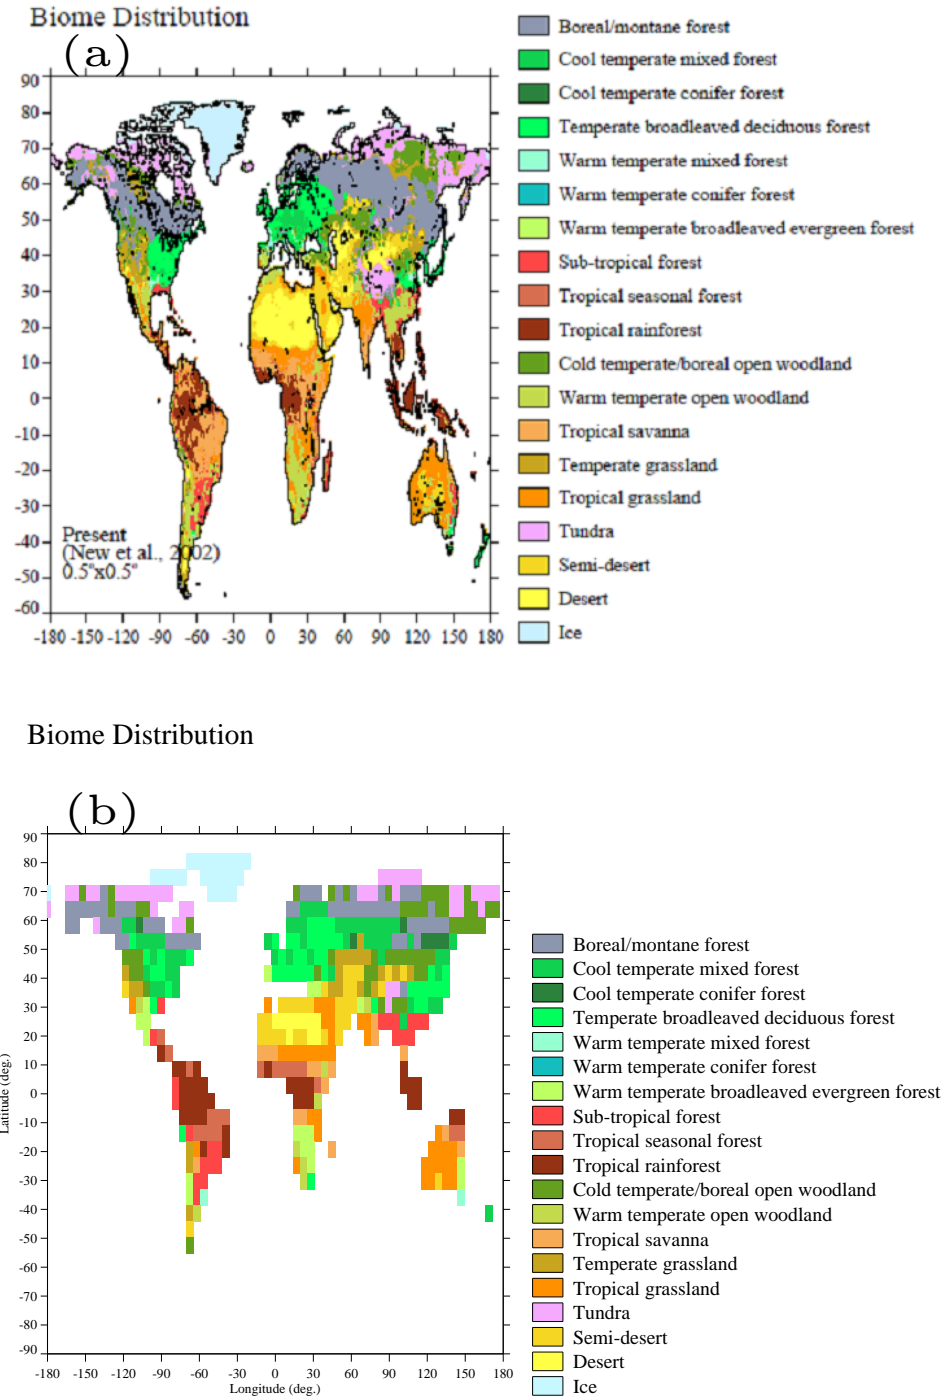 Biome Distribution
(a)
90
80
70
60
50
40
30
20
10
0
-10
-20
-30
-40
-50
-60
-180 -120 -90 -60 -30 0 30 60 90 120 150 180
Present
(New et al., 2002)
0.5°x0.5°
Boreal/montane forest
Cool temperate mixed forest
Cool temperate conifer forest
Temperate broadleaved deciduous forest
Warm temperate mixed forest
Warm temperate conifer forest
Warm temperate broadleaved evergreen forest
Sub-tropical forest
Tropical seasonal forest
Tropical rainforest
Cold temperate/boreal open woodland
Warm temperate open woodland
Tropical savanna
Temperate grassland
Tropical grassland
Tundra
Semi-desert
Desert
Ice
Biome Distribution
(b)
90
80
70
60
50
40
30
20
10
0
-10
-20
-30
-40
-50
-60
-70
-80
-90
Latitude (deg.)
-180 -150 -120 -90 -60 -30 0 30 60 90 120 150 180
Longitude (deg.)
Boreal/montane forest
Cool temperate mixed forest
Cool temperate conifer forest
Temperate broadleaved deciduous forest
Warm temperate mixed forest
Warm temperate conifer forest
Warm temperate broadleaved evergreen forest
Sub-tropical forest
Tropical seasonal forest
Tropical rainforest
Cold temperate/boreal open woodland
Warm temperate open woodland
Tropical savanna
Temperate grassland
Tropical grassland
Tundra
Semi-desert
Desert
Ice